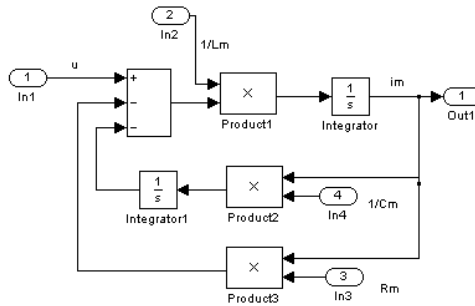 2
In2
u
1/Lm
1
In1
+
−
−
×
Product1
1
s
Integrator
im
1
Out1
1
s
Integrator1
×
Product2
4
In4
1/Cm
×
Product3
3
In3
Rm